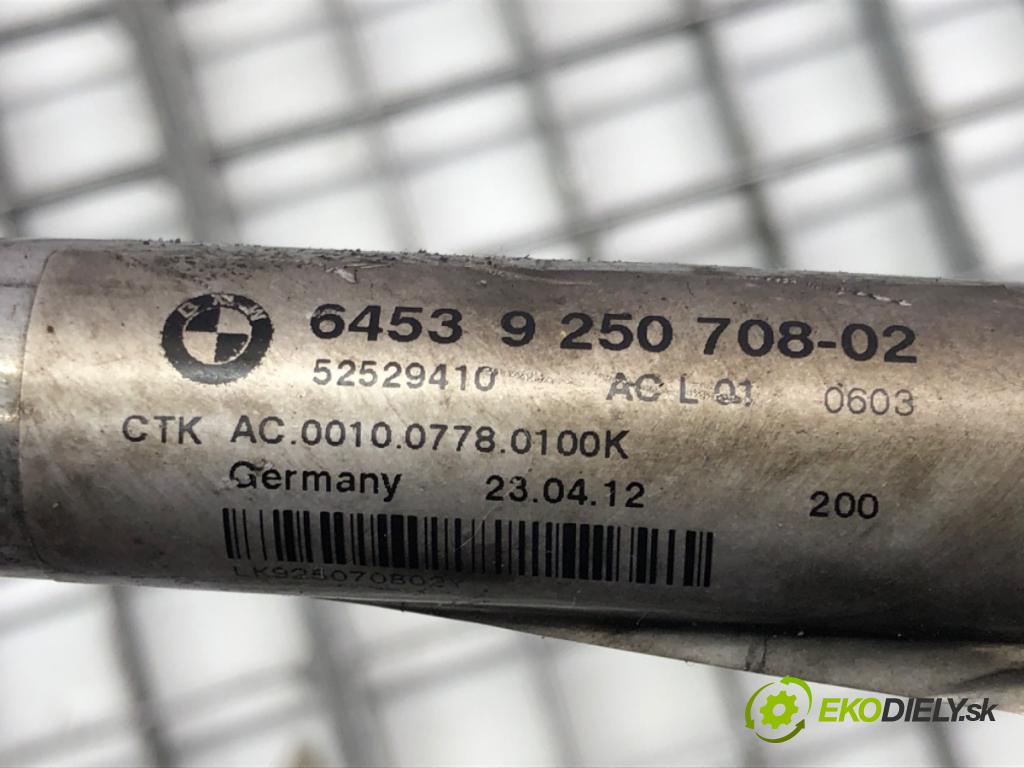 BMW
6453 9 250 708-02
52529410 AC L 01 0603
CTK AC.0010.0778.0100K
Germany 23.04.12 200
LK925070802Y
EKODIELY.sk